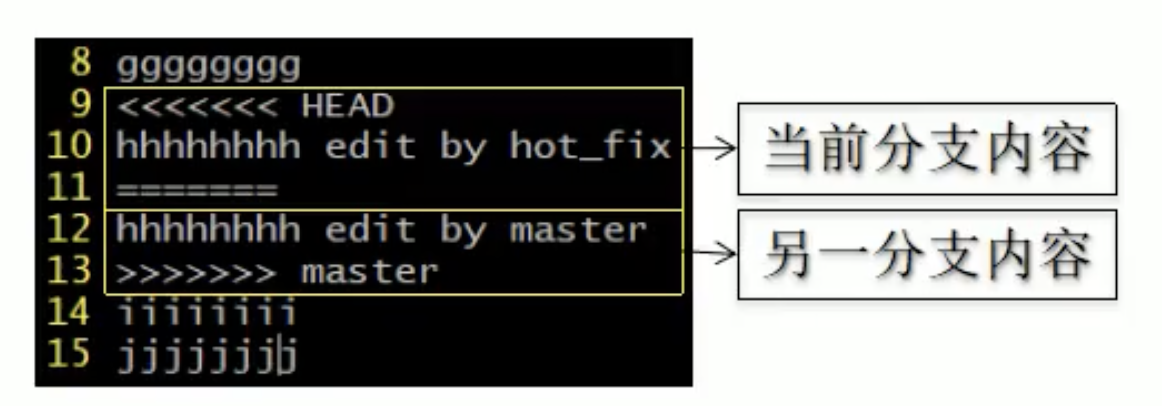 8 gggggggg
9 <<<<<<< HEAD
10 hhhhhhhh edit by hot_fix
当前分支内容
11 =======
12 hhhhhhhh edit by master
另一分支内容
13 >>>>>>> master
14 iiiiiiii
15 jjjjjjjj